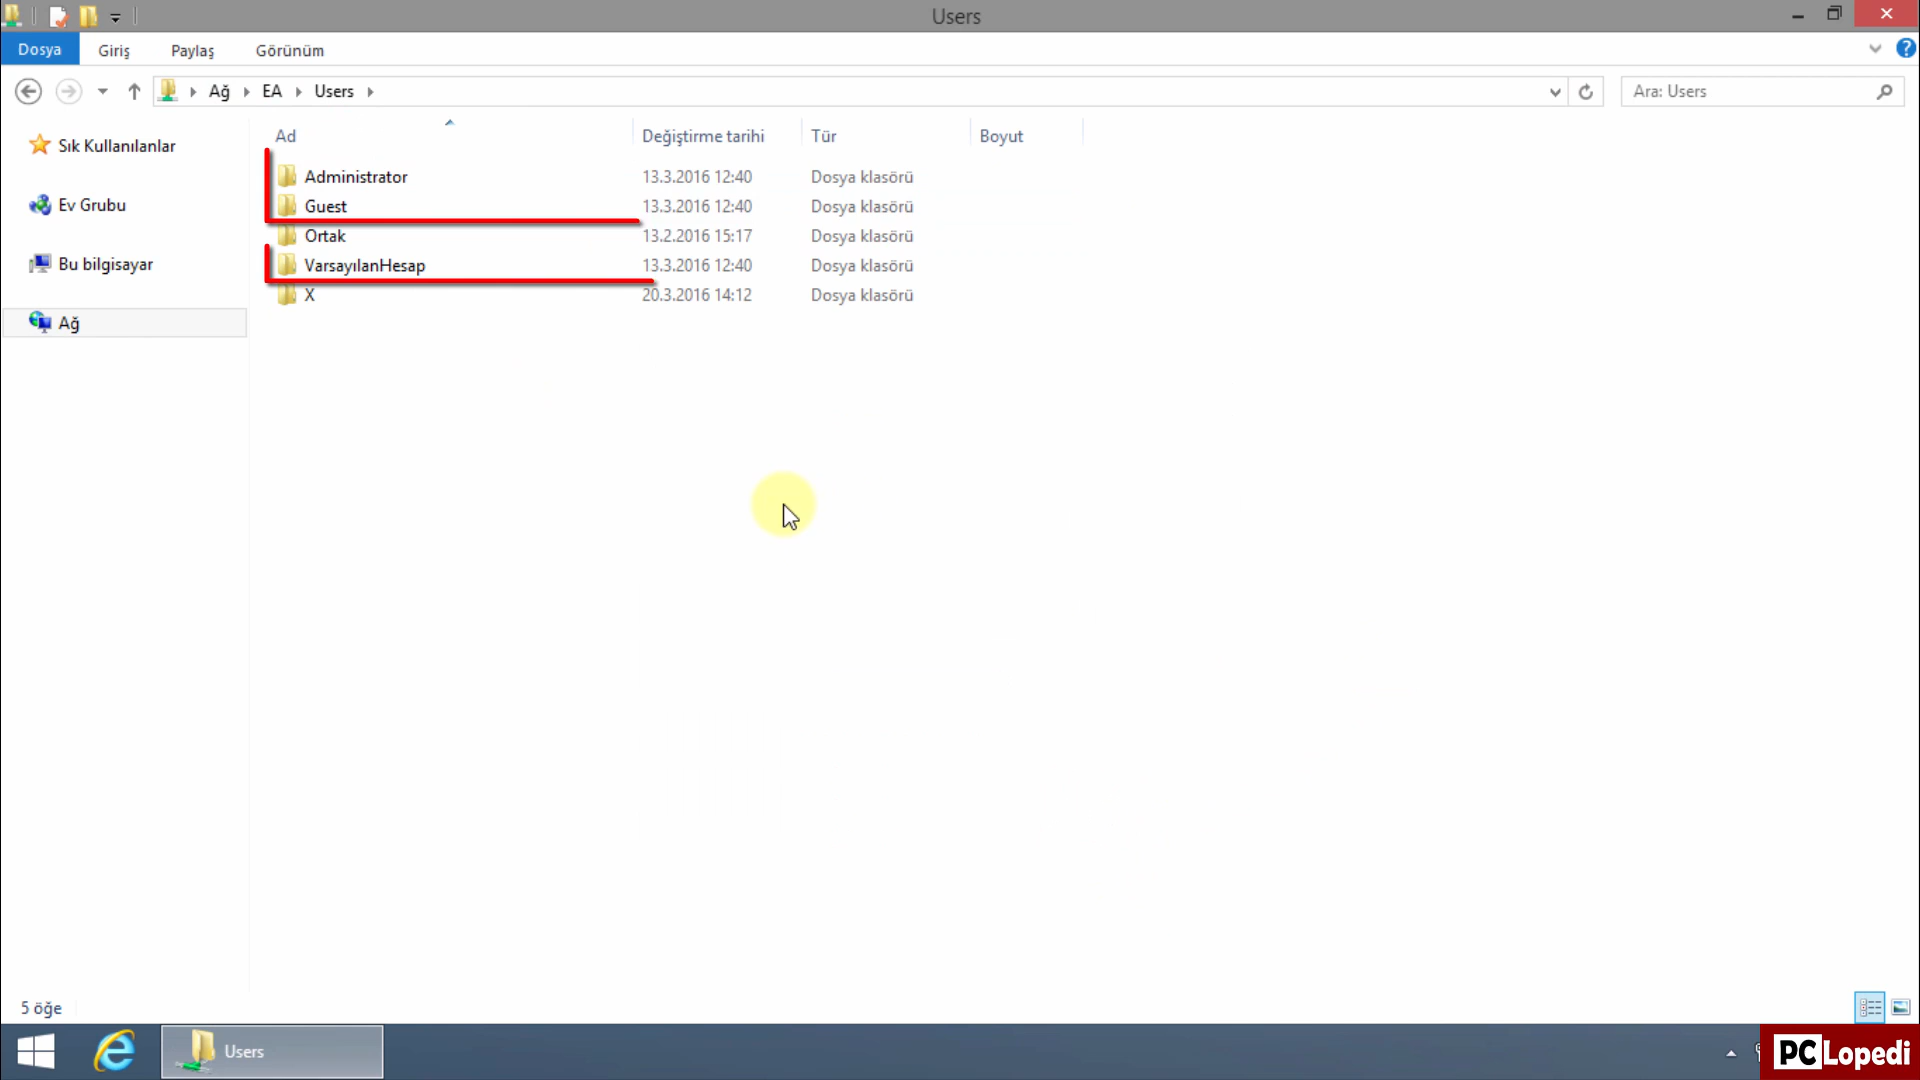 Users
Dosya Giriş Paylaş Görünüm
Ağ EA Users
Ara: Users
Sık Kullanılanlar
Ev Grubu
Bu bilgisayar
Ağ
Ad Değiştirme tarihi Tür Boyut
Administrator 13.3.2016 12:40 Dosya klasörü
Guest 13.3.2016 12:40 Dosya klasörü
Ortak 13.2.2016 15:17 Dosya klasörü
VarsayılanHesap 13.3.2016 12:40 Dosya klasörü
X 20.3.2016 14:12 Dosya klasörü
5 öğe
Users
PCLopedi